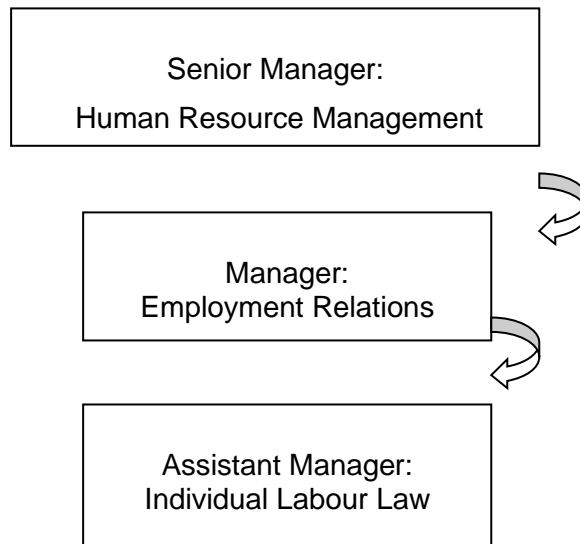 Senior Manager:
Human Resource Management
Manager:
Employment Relations
Assistant Manager:
Individual Labour Law